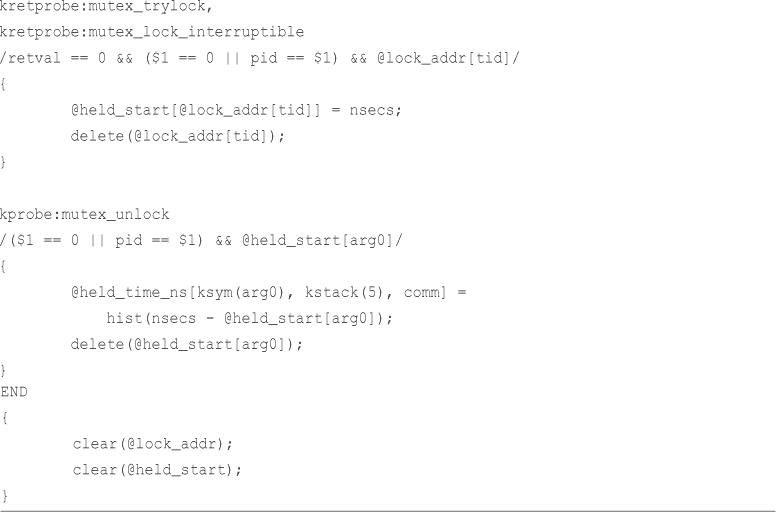 kretprobe:mutex_trylock,
kretprobe:mutex_lock_interruptible
/retval == 0 && ($1 == 0 || pid == $1) && @lock_addr[tid]/
{
        @held_start[@lock_addr[tid]] = nsecs;
        delete(@lock_addr[tid]);
}

kprobe:mutex_unlock
/($1 == 0 || pid == $1) && @held_start[arg0]/
{
        @held_time_ns[ksym(arg0), kstack(5), comm] =
            hist(nsecs - @held_start[arg0]);
        delete(@held_start[arg0]);
}
END
{
        clear(@lock_addr);
        clear(@held_start);
}